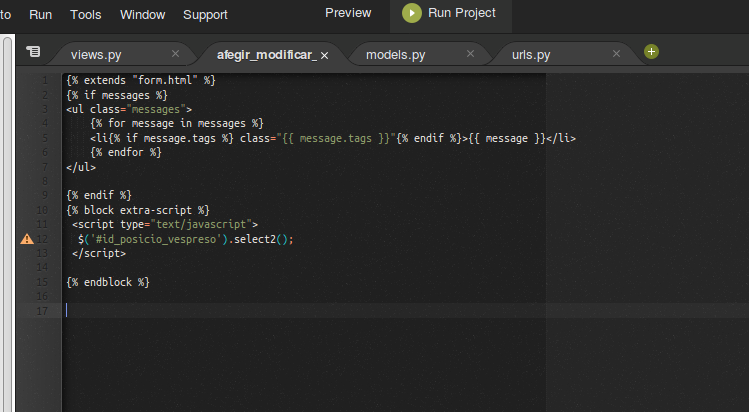 to Run Tools Window Support Preview Run Project
views.py × afegir_modificar_ × models.py × urls.py ×
1 {% extends "form.html" %}
2 {% if messages %}
3 <ul class="messages">
4 {% for message in messages %}
5 <li{% if message.tags %} class="{{ message.tags }}"{% endif %}>{{ message }}</li>
6 {% endfor %}
7 </ul>
8
9 {% endif %}
10 {% block extra-script %}
11 <script type="text/javascript">
12 $('#id_posicio_vespreso').select2();
13 </script>
14
15 {% endblock %}
16
17